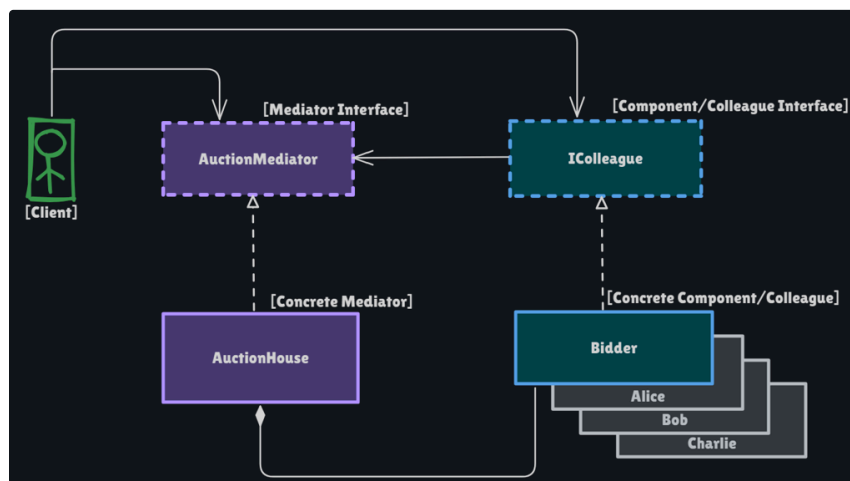 [Mediator Interface]
[Component/Colleague Interface]
AuctionMediator
IColleague
[Client]
[Concrete Mediator]
[Concrete Component/Colleague]
AuctionHouse
Bidder
Alice
Bob
Charlie